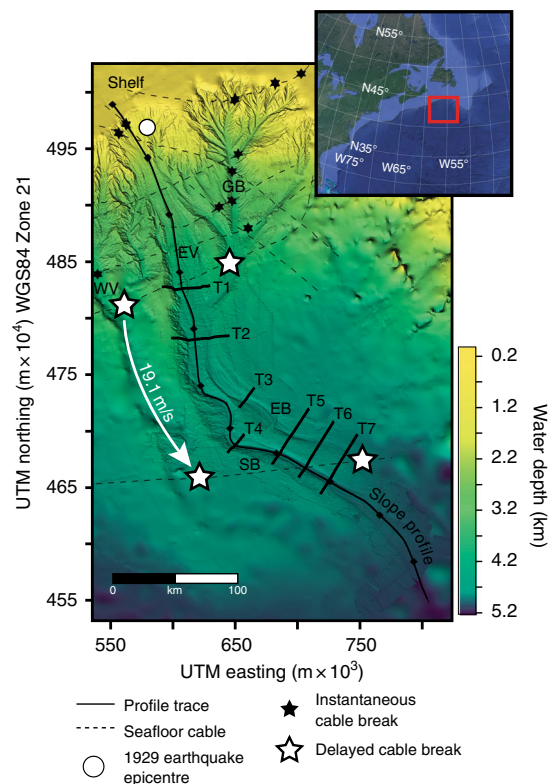 N55°
N45°
N35°
W75°
W65°
W55°
Shelf
GB
EV
WV
T1
T2
T3
EB
T5
T6
T7
T4
SB
19.1 m/s
Slope profile
0 100
km
495
485
475
465
455
UTM northing (m × 10⁴) WGS84 Zone 21
550 650 750
UTM easting (m × 10³)
0.2
1.2
2.2
3.2
4.2
5.2
Water depth (km)
Profile trace
Seafloor cable
1929 earthquake
epicentre
Instantaneous
cable break
Delayed cable break